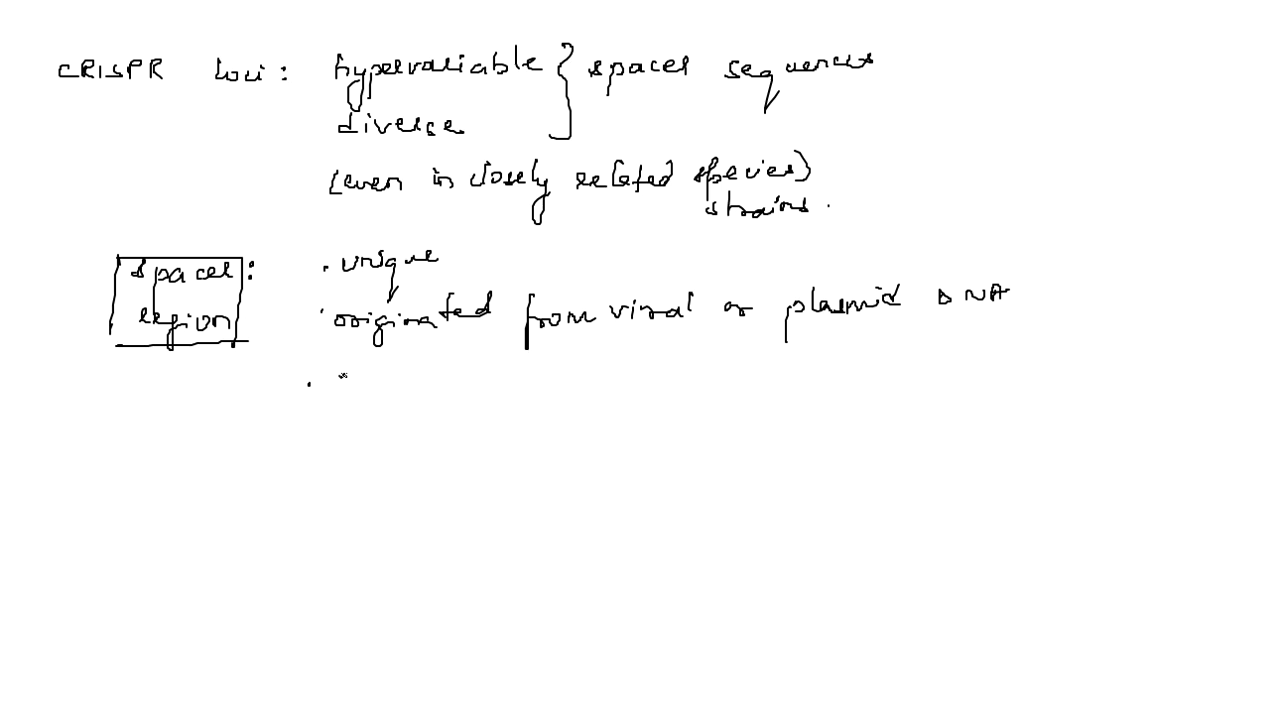 CRISPR loci: hypervariable } spacer sequences
diverse
(even in closely related species)
strains.
spacer: . unique
region . originated from viral or plasmid DNA
.